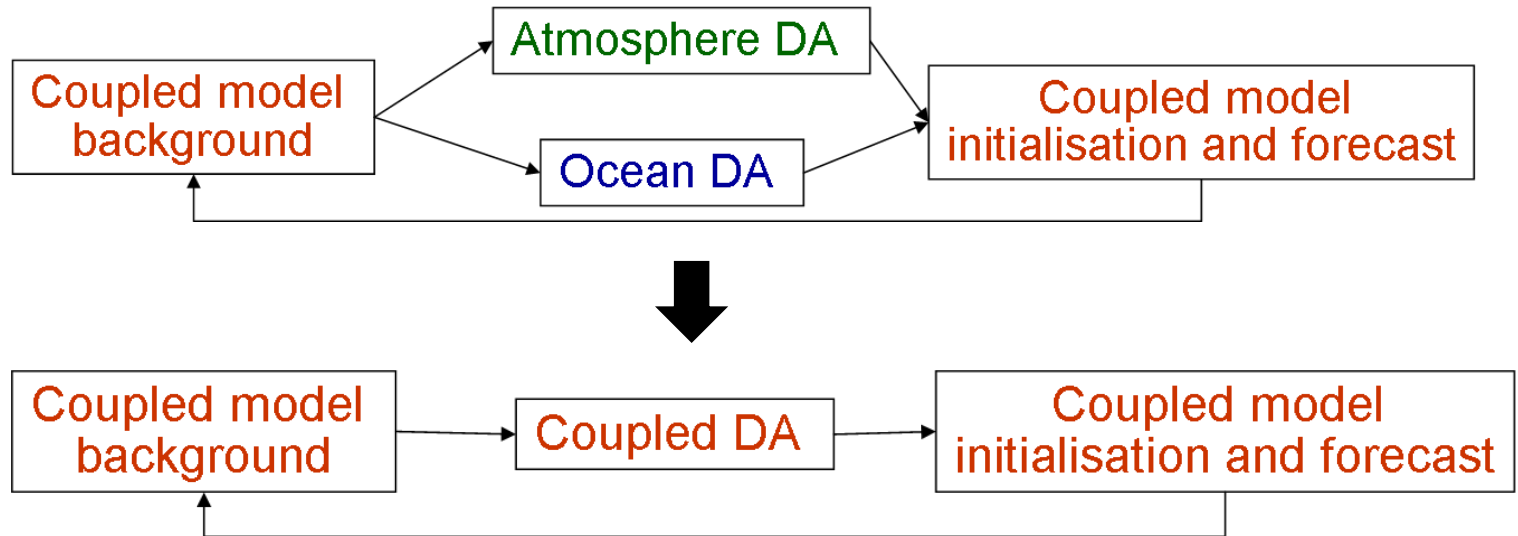 Atmosphere DA
Coupled model
background
Ocean DA
Coupled model
initialisation and forecast
Coupled model
background
Coupled DA
Coupled model
initialisation and forecast